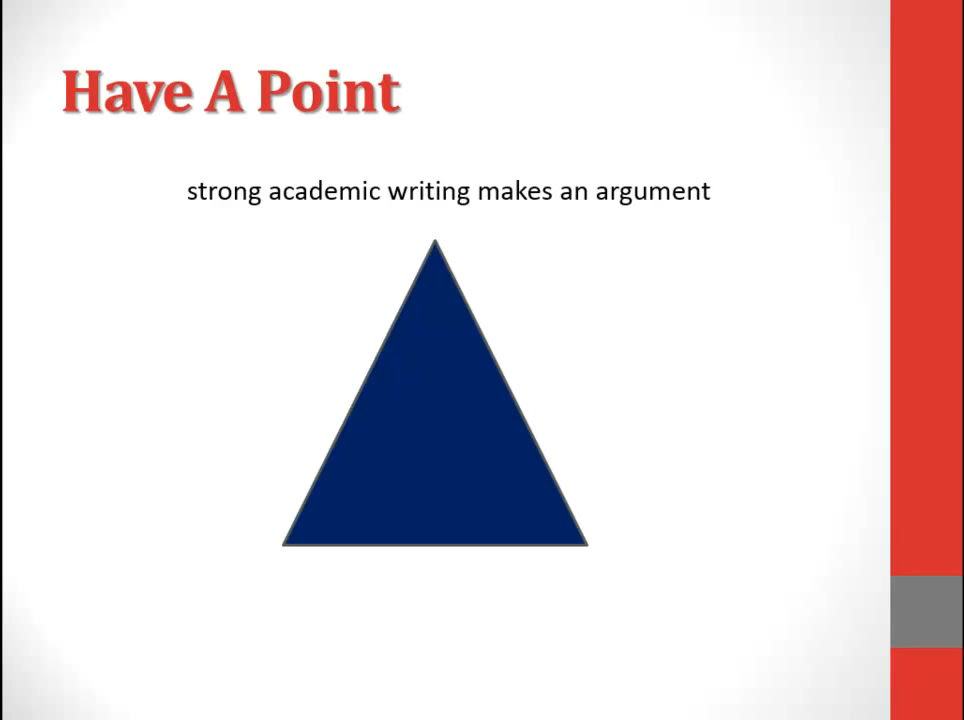 Have A Point
strong academic writing makes an argument